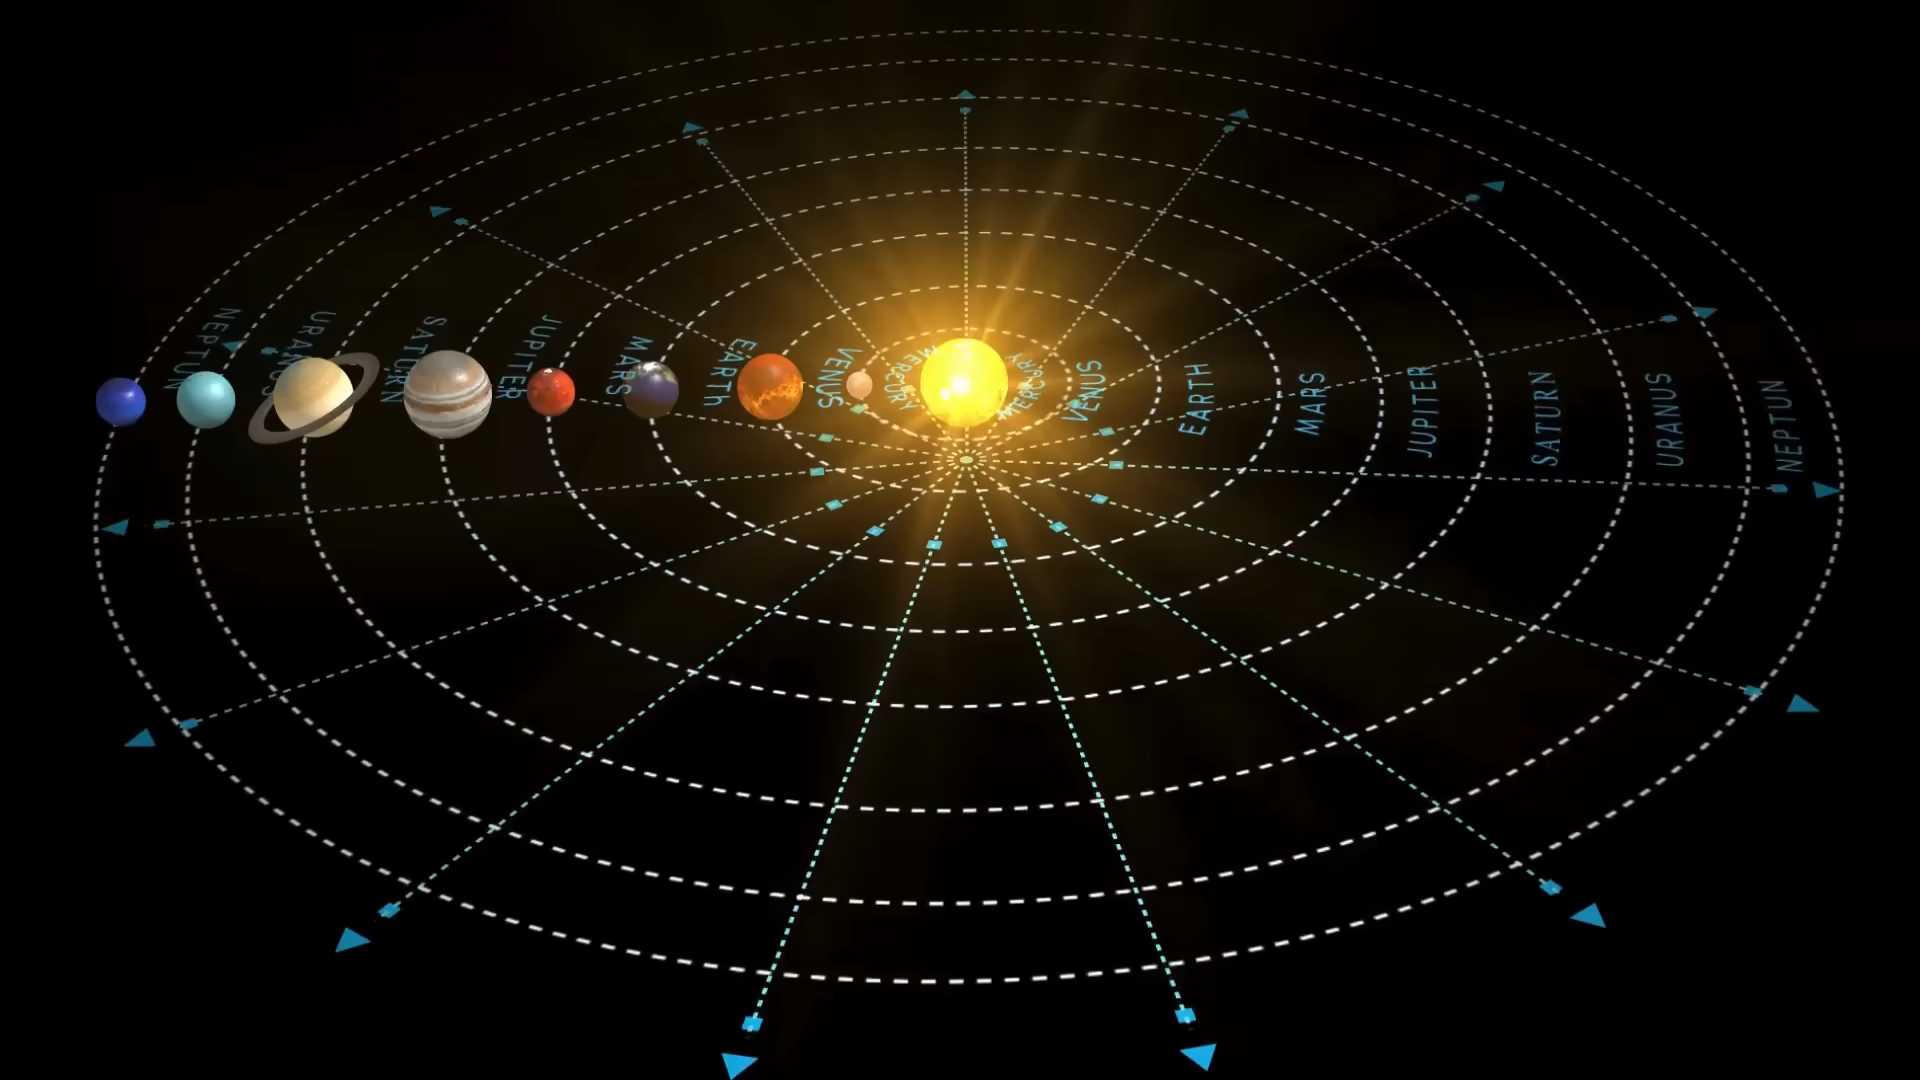 NEPTUN
URANUS
SATURN
JUPITER
MARS
EARTH
VENUS
MERCURY
MERCURY
VENUS
EARTH
MARS
JUPITER
SATURN
URANUS
NEPTUN